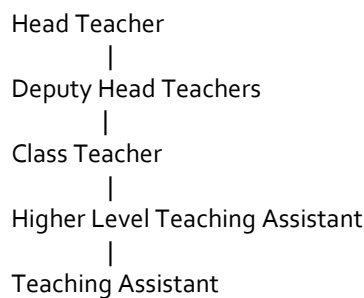 Head Teacher
|
Deputy Head Teachers
|
Class Teacher
|
Higher Level Teaching Assistant
|
Teaching Assistant